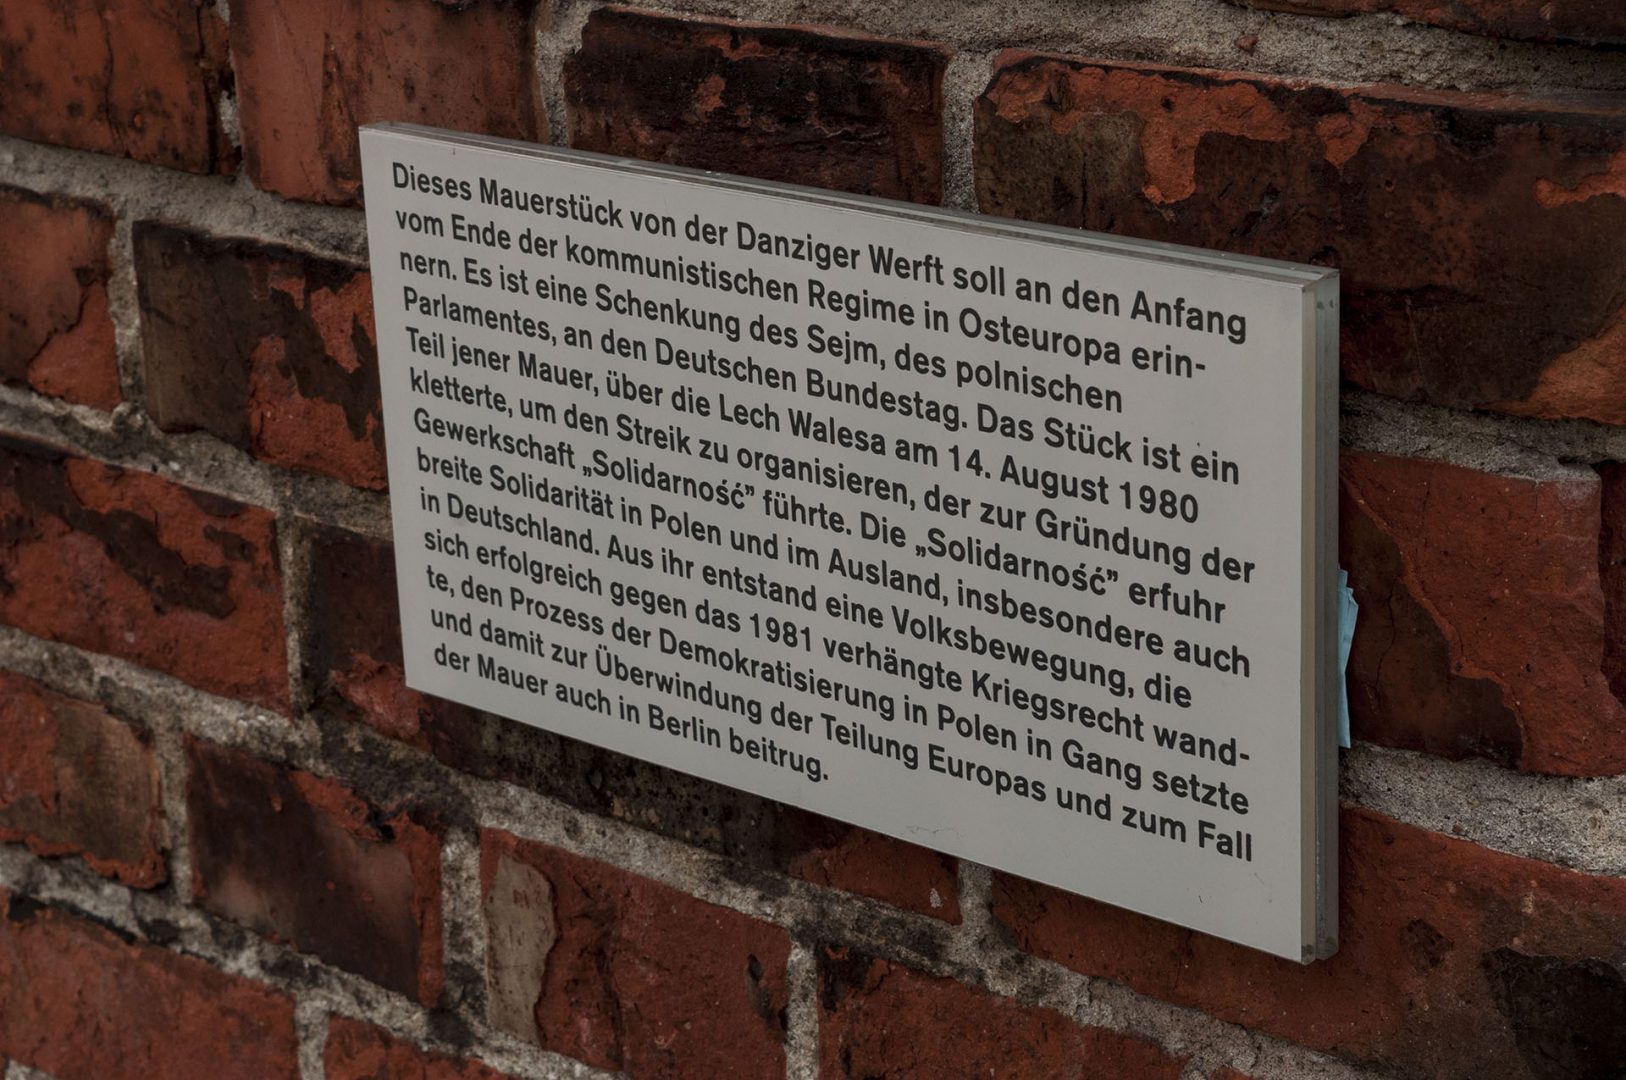 Dieses Mauerstück von der Danziger Werft soll an den Anfang
vom Ende der kommunistischen Regime in Osteuropa erin-
nern. Es ist eine Schenkung des Sejm, des polnischen
Parlamentes, an den Deutschen Bundestag. Das Stück ist ein
Teil jener Mauer, über die Lech Walesa am 14. August 1980
kletterte, um den Streik zu organisieren, der zur Gründung der
Gewerkschaft „Solidarność” führte. Die „Solidarność” erfuhr
breite Solidarität in Polen und im Ausland, insbesondere auch
in Deutschland. Aus ihr entstand eine Volksbewegung, die
sich erfolgreich gegen das 1981 verhängte Kriegsrecht wand-
te, den Prozess der Demokratisierung in Polen in Gang setzte
und damit zur Überwindung der Teilung Europas und zum Fall
der Mauer auch in Berlin beitrug.